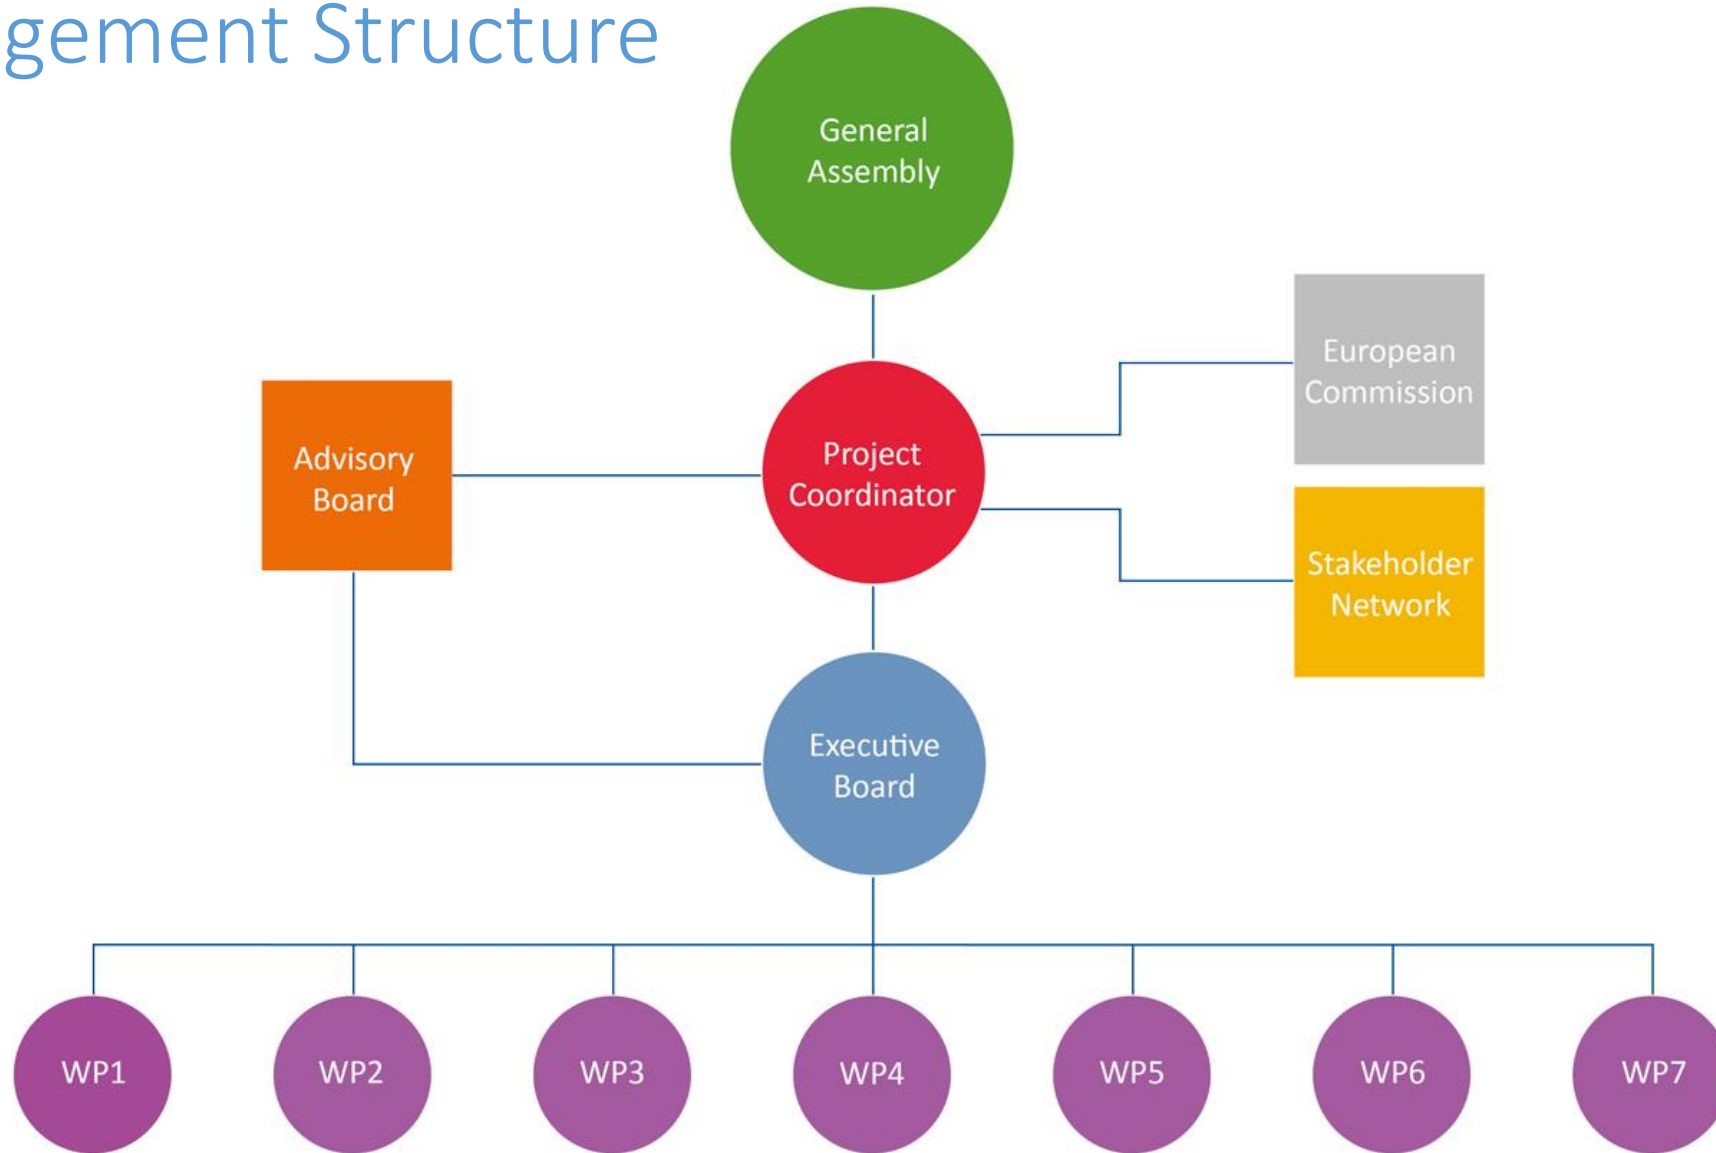 gement Structure
General
Assembly
European
Commission
Advisory
Board
Project
Coordinator
Stakeholder
Network
Executive
Board
WP1
WP2
WP3
WP4
WP5
WP6
WP7